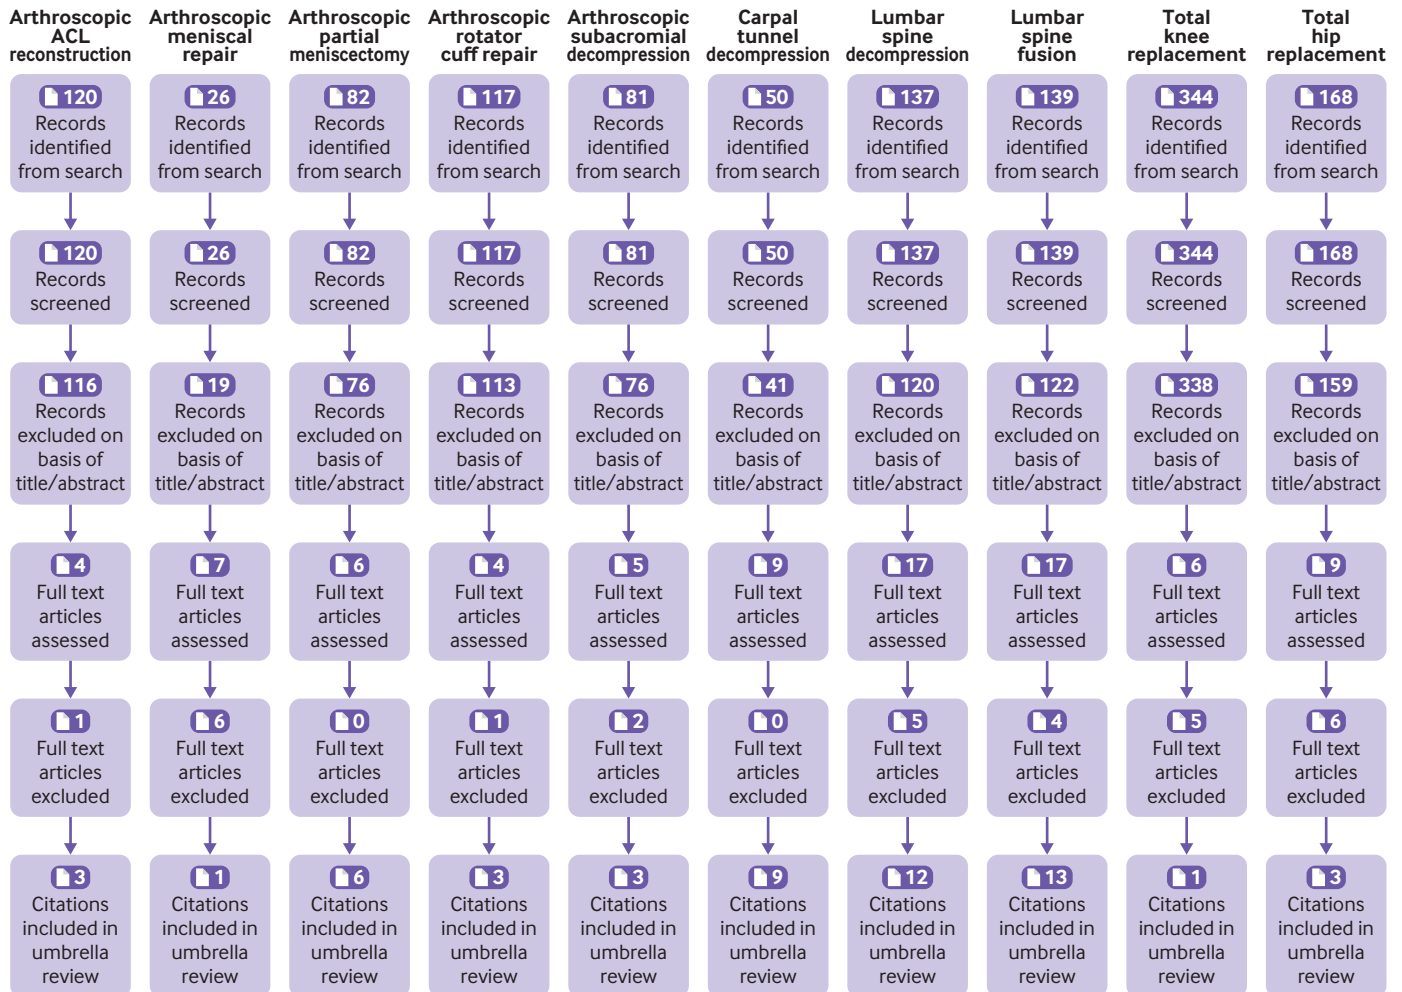 Arthroscopic
ACL
reconstruction
Arthroscopic
meniscal
repair
Arthroscopic
partial
meniscectomy
Arthroscopic
rotator
cuff repair
Arthroscopic
subacromial
decompression
Carpal
tunnel
decompression
Lumbar
spine
decompression
Lumbar
spine
fusion
Total
knee
replacement
Total
hip
replacement
120
Records
identified
from search
26
Records
identified
from search
82
Records
identified
from search
117
Records
identified
from search
81
Records
identified
from search
50
Records
identified
from search
137
Records
identified
from search
139
Records
identified
from search
344
Records
identified
from search
168
Records
identified
from search
120
Records
screened
26
Records
screened
82
Records
screened
117
Records
screened
81
Records
screened
50
Records
screened
137
Records
screened
139
Records
screened
344
Records
screened
168
Records
screened
116
Records
excluded on
basis of
title/abstract
19
Records
excluded on
basis of
title/abstract
76
Records
excluded on
basis of
title/abstract
113
Records
excluded on
basis of
title/abstract
76
Records
excluded on
basis of
title/abstract
41
Records
excluded on
basis of
title/abstract
120
Records
excluded on
basis of
title/abstract
122
Records
excluded on
basis of
title/abstract
338
Records
excluded on
basis of
title/abstract
159
Records
excluded on
basis of
title/abstract
4
Full text
articles
assessed
7
Full text
articles
assessed
6
Full text
articles
assessed
4
Full text
articles
assessed
5
Full text
articles
assessed
9
Full text
articles
assessed
17
Full text
articles
assessed
17
Full text
articles
assessed
6
Full text
articles
assessed
9
Full text
articles
assessed
1
Full text
articles
excluded
6
Full text
articles
excluded
0
Full text
articles
excluded
1
Full text
articles
excluded
2
Full text
articles
excluded
0
Full text
articles
excluded
5
Full text
articles
excluded
4
Full text
articles
excluded
5
Full text
articles
excluded
6
Full text
articles
excluded
3
Citations
included in
umbrella
review
1
Citations
included in
umbrella
review
6
Citations
included in
umbrella
review
3
Citations
included in
umbrella
review
3
Citations
included in
umbrella
review
9
Citations
included in
umbrella
review
12
Citations
included in
umbrella
review
13
Citations
included in
umbrella
review
1
Citations
included in
umbrella
review
3
Citations
included in
umbrella
review